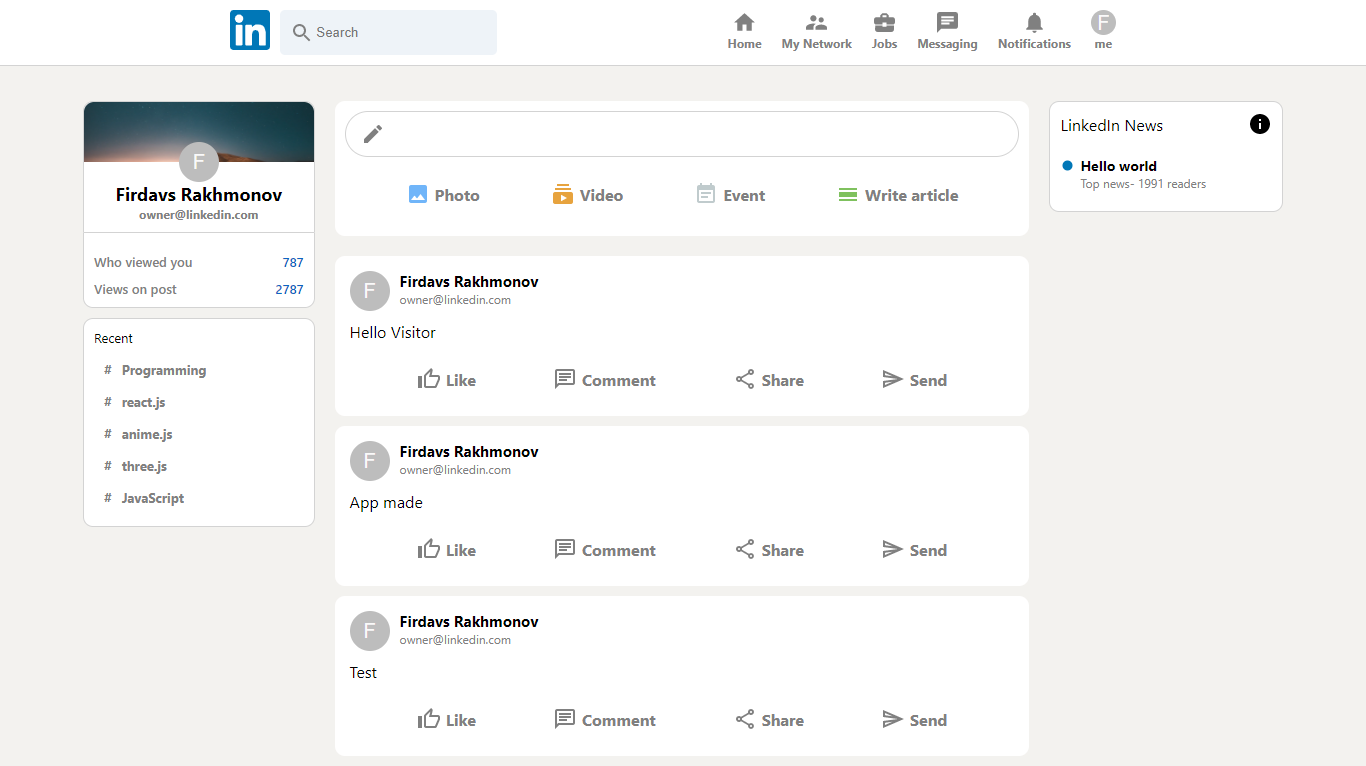 in Search
Home My Network Jobs Messaging Notifications F me
F
Firdavs Rakhmonov
owner@linkedin.com
Who viewed you 787
Views on post 2787
Recent
# Programming
# react.js
# anime.js
# three.js
# JavaScript
Photo Video Event Write article
F Firdavs Rakhmonov
owner@linkedin.com
Hello Visitor
Like Comment Share Send
F Firdavs Rakhmonov
owner@linkedin.com
App made
Like Comment Share Send
F Firdavs Rakhmonov
owner@linkedin.com
Test
Like Comment Share Send
LinkedIn News
Hello world
Top news- 1991 readers